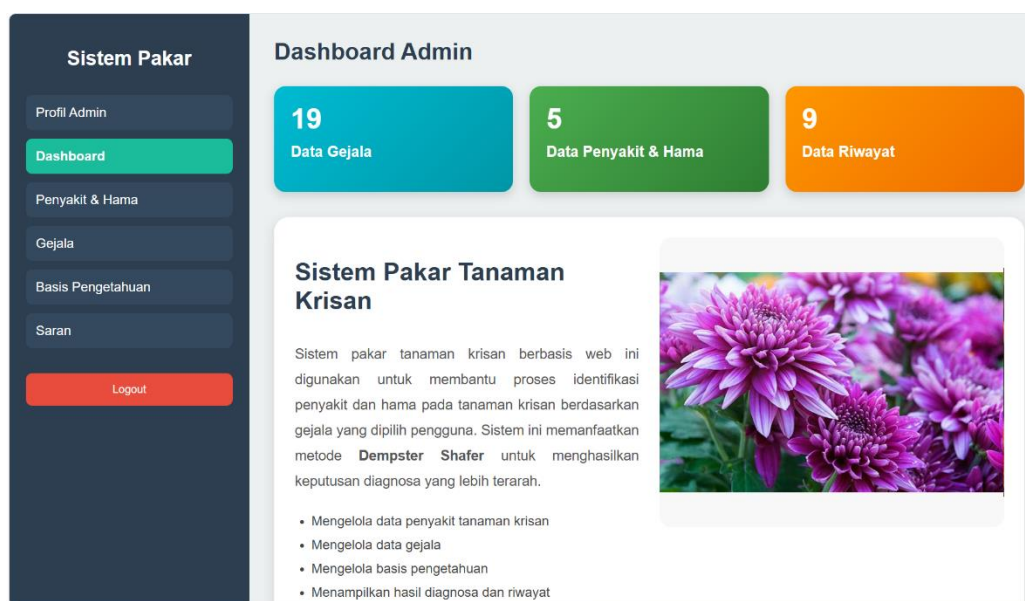 Sistem Pakar
Profil Admin
Dashboard
Penyakit & Hama
Gejala
Basis Pengetahuan
Saran
Logout
Dashboard Admin
19
Data Gejala
5
Data Penyakit & Hama
9
Data Riwayat
Sistem Pakar Tanaman
Krisan
Sistem pakar tanaman krisan berbasis web ini
digunakan untuk membantu proses identifikasi
penyakit dan hama pada tanaman krisan berdasarkan
gejala yang dipilih pengguna. Sistem ini memanfaatkan
metode Dempster Shafer untuk menghasilkan
keputusan diagnosa yang lebih terarah.
• Mengelola data penyakit tanaman krisan
• Mengelola data gejala
• Mengelola basis pengetahuan
• Menampilkan hasil diagnosa dan riwayat